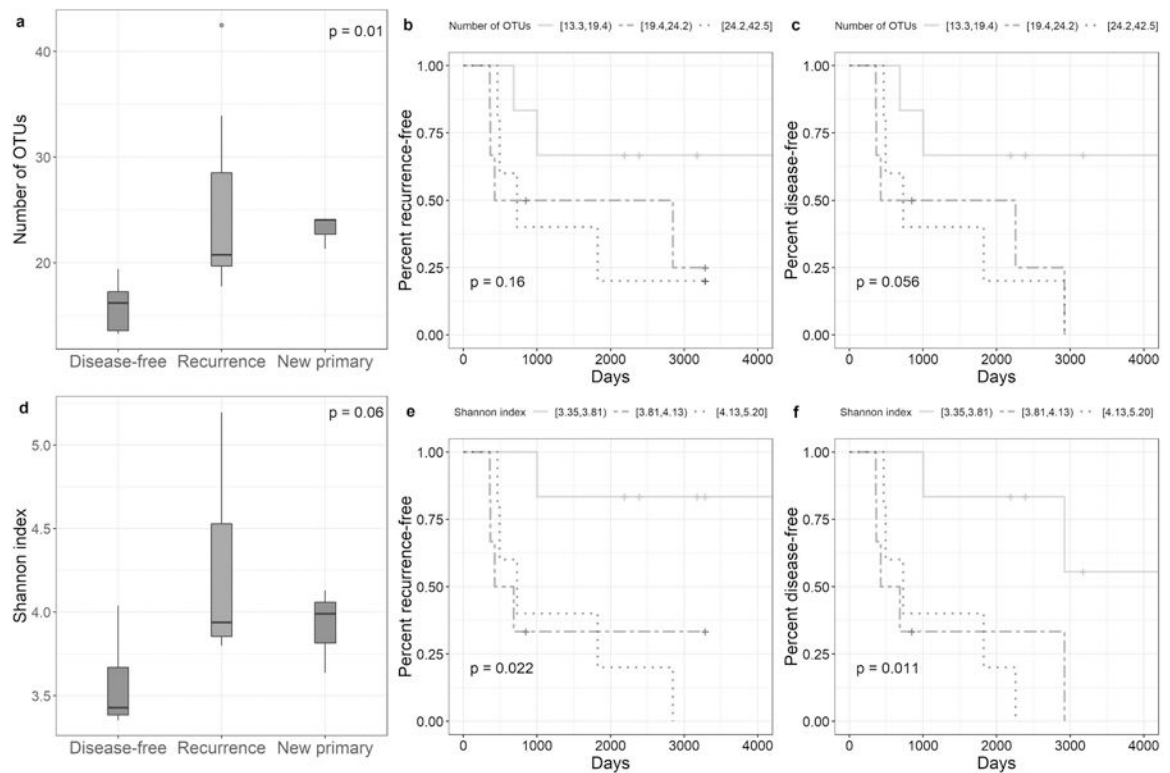 a
p = 0.01
Number of OTUs
40
30
20
Disease-free Recurrence New primary
b
Number of OTUs [13.3,19.4) [19.4,24.2) [24.2,42.5]
Percent recurrence-free
1.00
0.75
0.50
0.25
0.00
p = 0.16
0 1000 2000 3000 4000
Days
c
Number of OTUs [13.3,19.4) [19.4,24.2) [24.2,42.5]
Percent disease-free
1.00
0.75
0.50
0.25
0.00
p = 0.056
0 1000 2000 3000 4000
Days
d
p = 0.06
Shannon index
5.0
4.5
4.0
3.5
Disease-free Recurrence New primary
e
Shannon index [3.35,3.81) [3.81,4.13) [4.13,5.20]
Percent recurrence-free
1.00
0.75
0.50
0.25
0.00
p = 0.022
0 1000 2000 3000 4000
Days
f
Shannon index [3.35,3.81) [3.81,4.13) [4.13,5.20]
Percent disease-free
1.00
0.75
0.50
0.25
0.00
p = 0.011
0 1000 2000 3000 4000
Days